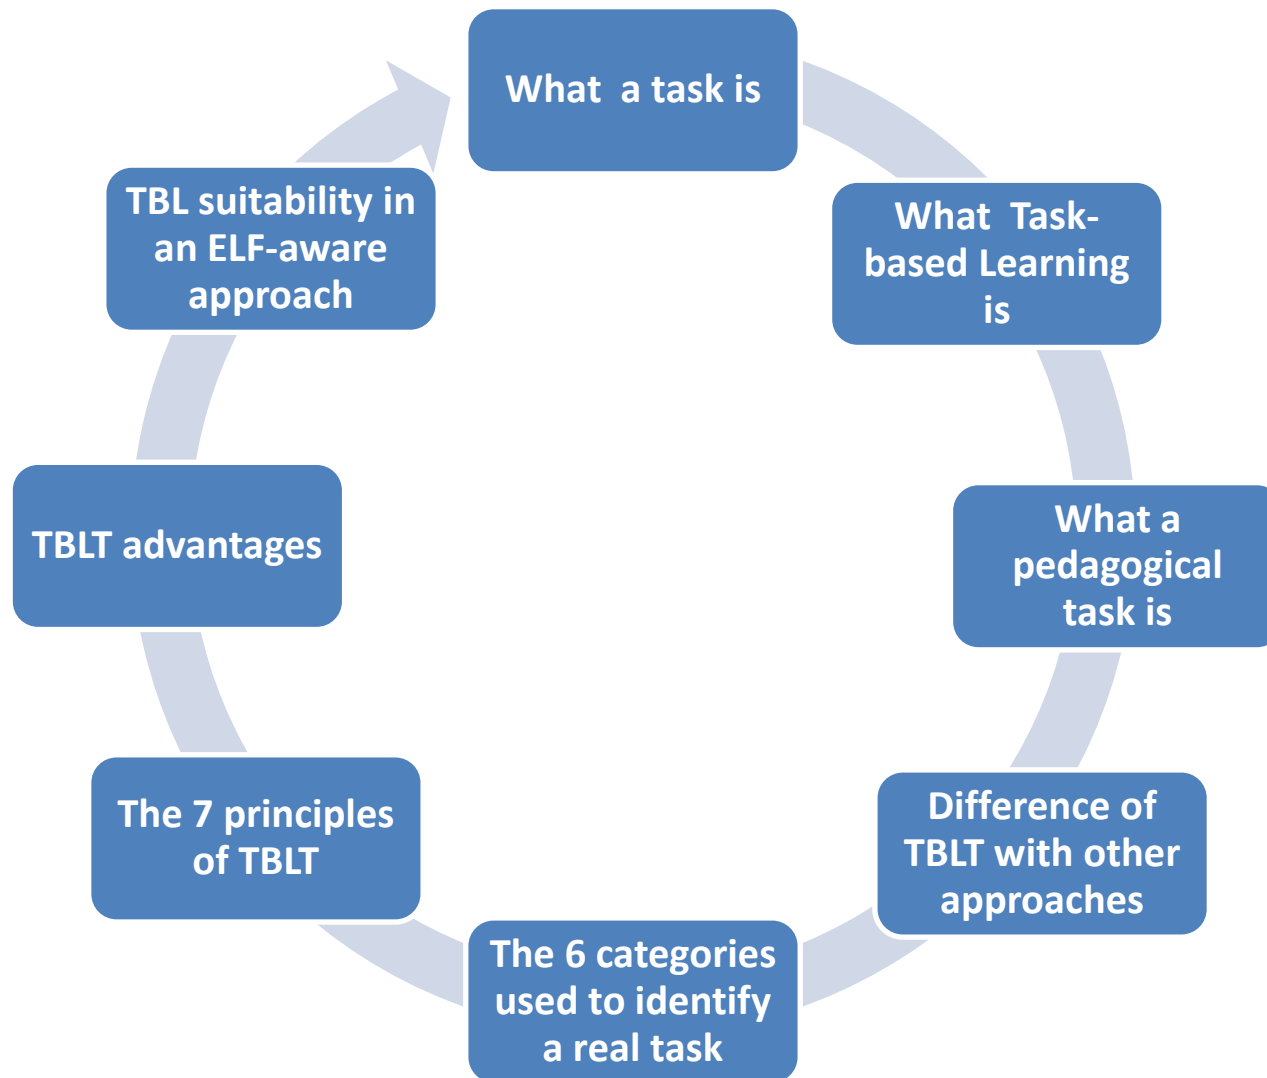 What  a task is
What  Task-
based Learning
is
What a
pedagogical
task is
Difference of
TBLT with other
approaches
The 6 categories
used to identify
a real task
The 7 principles
of TBLT
TBLT advantages
TBL suitability in
an ELF-aware
approach